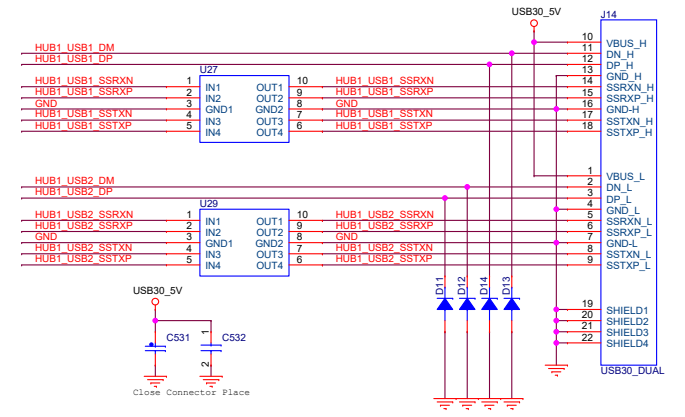 USB30_5V
J14
10 VBUS_H
HUB1_USB1_DM 11 DN_H
HUB1_USB1_DP 12 DP_H
13 GND_H
U27
HUB1_USB1_SSRXN 1 IN1 OUT1 10 HUB1_USB1_SSRXN 14 SSRXN_H
HUB1_USB1_SSRXP 2 IN2 OUT2 9 HUB1_USB1_SSRXP 15 SSRXP_H
GND 3 GND1 GND2 8 GND 16 GND-H
HUB1_USB1_SSTXN 4 IN3 OUT3 7 HUB1_USB1_SSTXN 17 SSTXN_H
HUB1_USB1_SSTXP 5 IN4 OUT4 6 HUB1_USB1_SSTXP 18 SSTXP_H
1 VBUS_L
HUB1_USB2_DM 2 DN_L
HUB1_USB2_DP 3 DP_L
4 GND_L
U29
HUB1_USB2_SSRXN 1 IN1 OUT1 10 HUB1_USB2_SSRXN 5 SSRXN_L
HUB1_USB2_SSRXP 2 IN2 OUT2 9 HUB1_USB2_SSRXP 6 SSRXP_L
GND 3 GND1 GND2 8 GND 7 GND-L
HUB1_USB2_SSTXN 4 IN3 OUT3 7 HUB1_USB2_SSTXN 8 SSTXN_L
HUB1_USB2_SSTXP 5 IN4 OUT4 6 HUB1_USB2_SSTXP 9 SSTXP_L
D11 D12 D14 D13
USB30_5V
19 SHIELD1
20 SHIELD2
21 SHIELD3
22 SHIELD4
C531 1 C532
2
USB30_DUAL
Close Connector Place